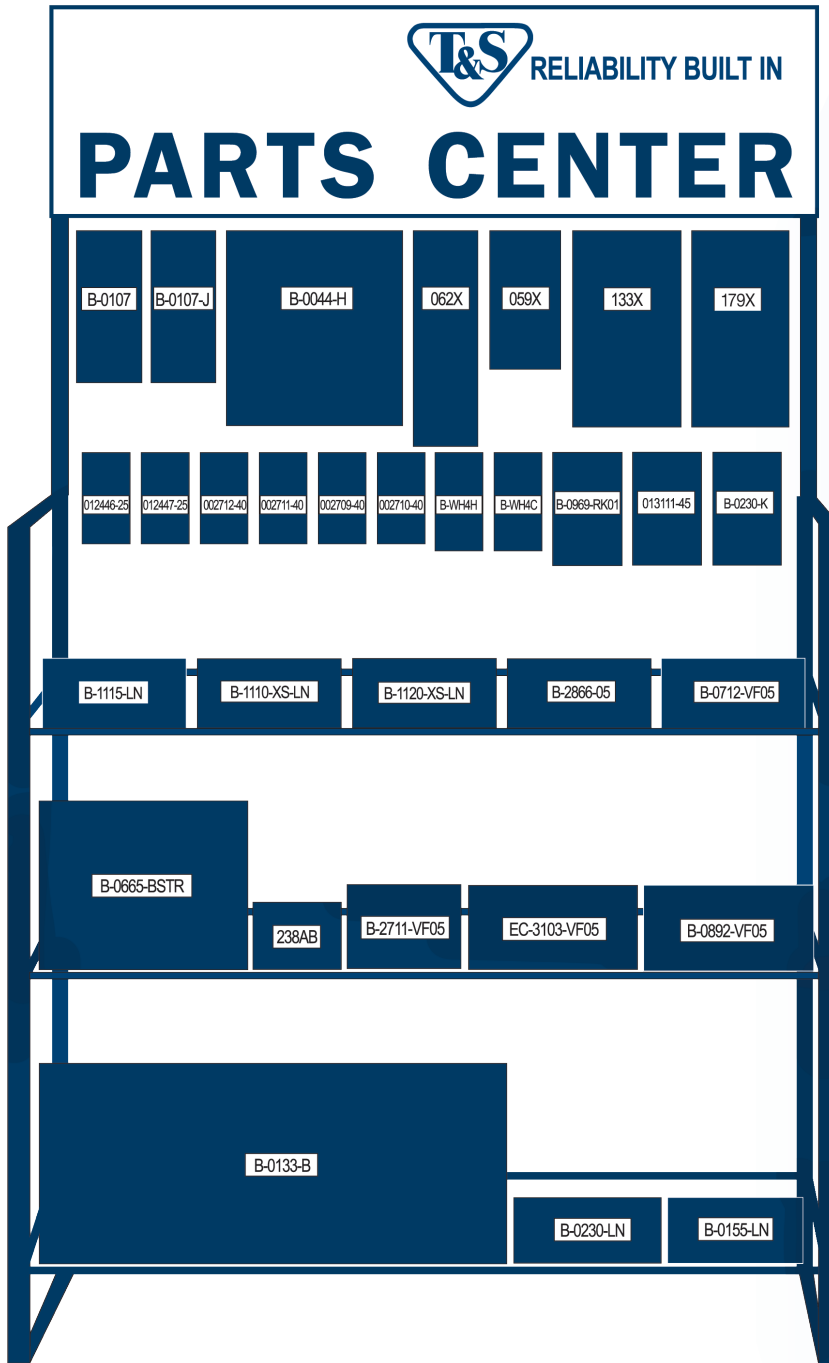 T&S RELIABILITY BUILT IN
PARTS CENTER
B-0107 B-0107-J B-0044-H 062X 059X 133X 179X
012446-25 012447-25 002712-40 002711-40 002709-40 002710-40 B-WH4H B-WH4C B-0969-RK01 013111-45 B-0230-K
B-1115-LN B-1110-XS-LN B-1120-XS-LN B-2866-05 B-0712-VF05
B-0665-BSTR 238AB B-2711-VF05 EC-3103-VF05 B-0892-VF05
B-0133-B B-0230-LN B-0155-LN